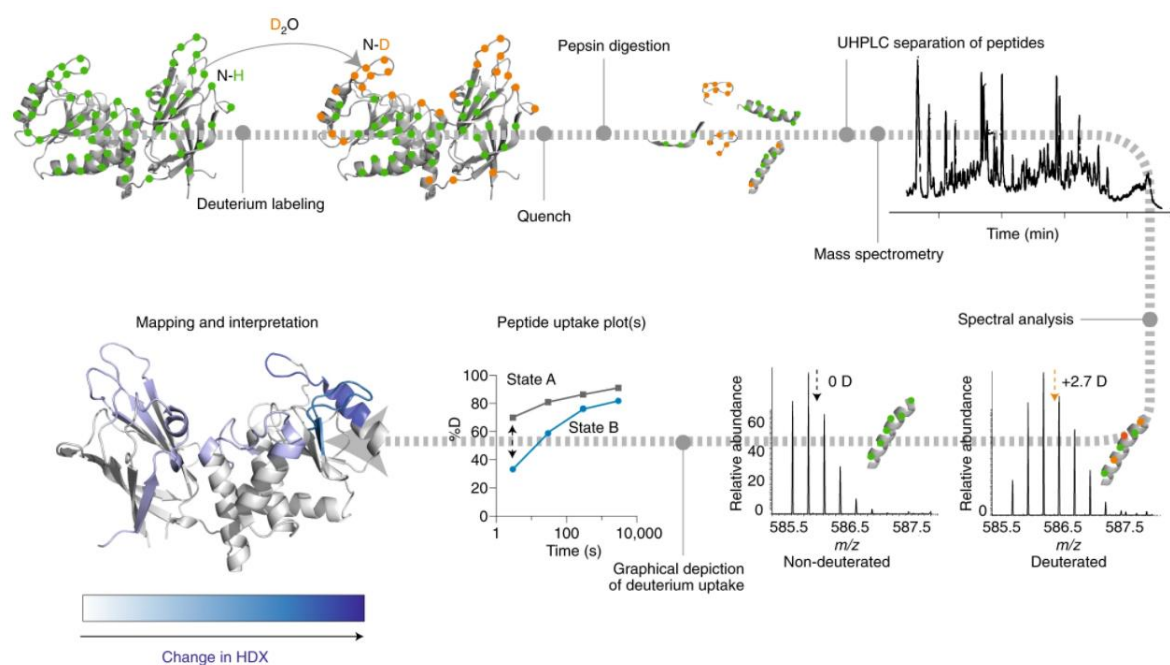 D₂O
N-D
N-H
Deuterium labeling
Quench
Pepsin digestion
UHPLC separation of peptides
Mass spectrometry
Time (min)
Spectral analysis
Mapping and interpretation
Change in HDX
Peptide uptake plot(s)
%D
100
80
60
40
20
0
State A
State B
1
100
10,000
Time (s)
Graphical depiction
of deuterium uptake
Relative abundance
60
40
20
0
0 D
585.5
586.5
587.5
m/z
Non-deuterated
Relative abundance
0
+2.7 D
585.5
586.5
587.5
m/z
Deuterated